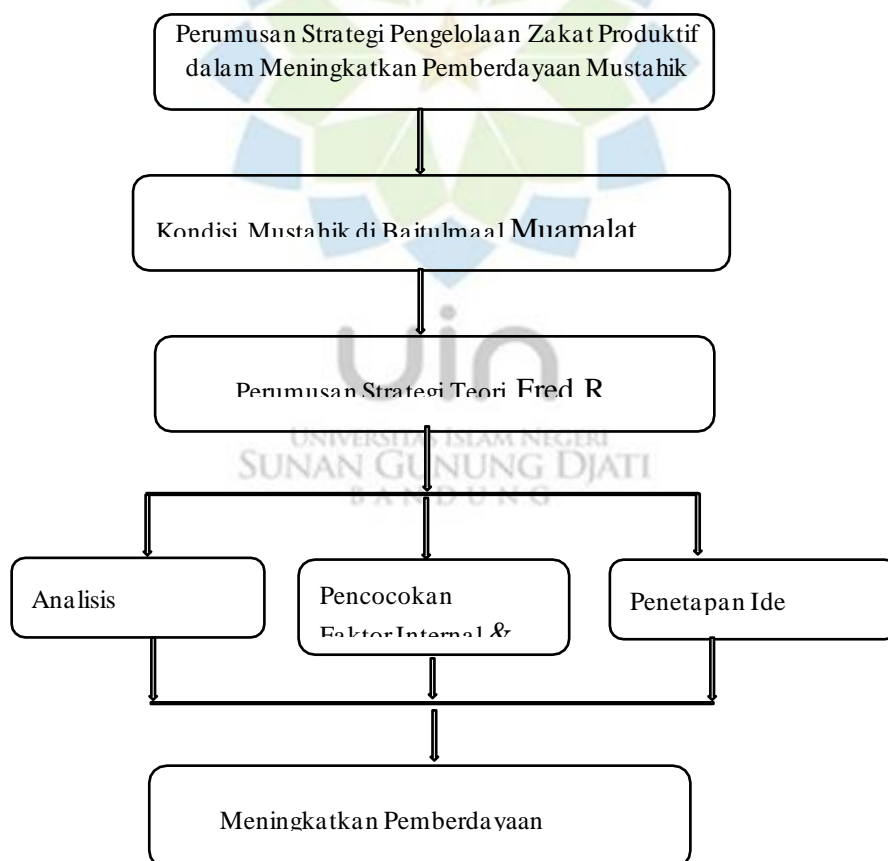 Perumusan Strategi Pengelolaan Zakat Produktif
dalam Meningkatkan Pemberdayaan Mustahik
Kondisi Mustahik di Baitulmaal Muamalat
uin
Perumusan Strategi Teori Fred R
UNIVERSITAS ISLAM NEGERI
SUNAN GUNUNG DJATI
BANDUNG
Analisis
Pencocokan
Faktor Internal &
Penetapan Ide
Meningkatkan Pemberdayaan